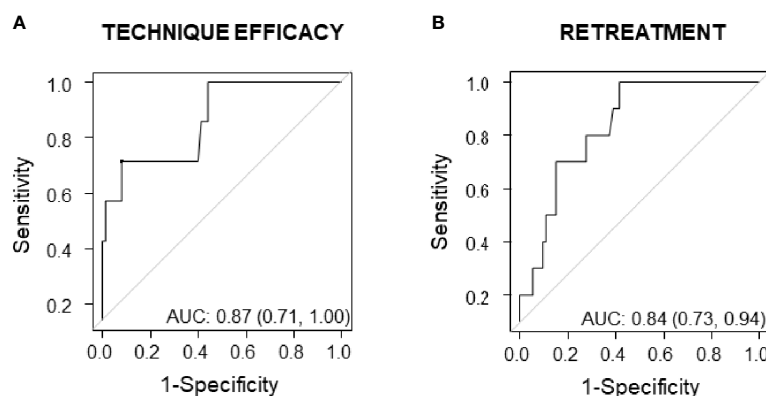 A
TECHNIQUE EFFICACY
1.0
0.8
0.6
0.4
0.2
Sensitivity
AUC: 0.87 (0.71, 1.00)
0.0 0.2 0.4 0.6 0.8 1.0
1-Specificity
B
RETREATMENT
1.0
0.8
0.6
0.4
0.2
Sensitivity
AUC: 0.84 (0.73, 0.94)
0.0 0.2 0.4 0.6 0.8 1.0
1-Specificity